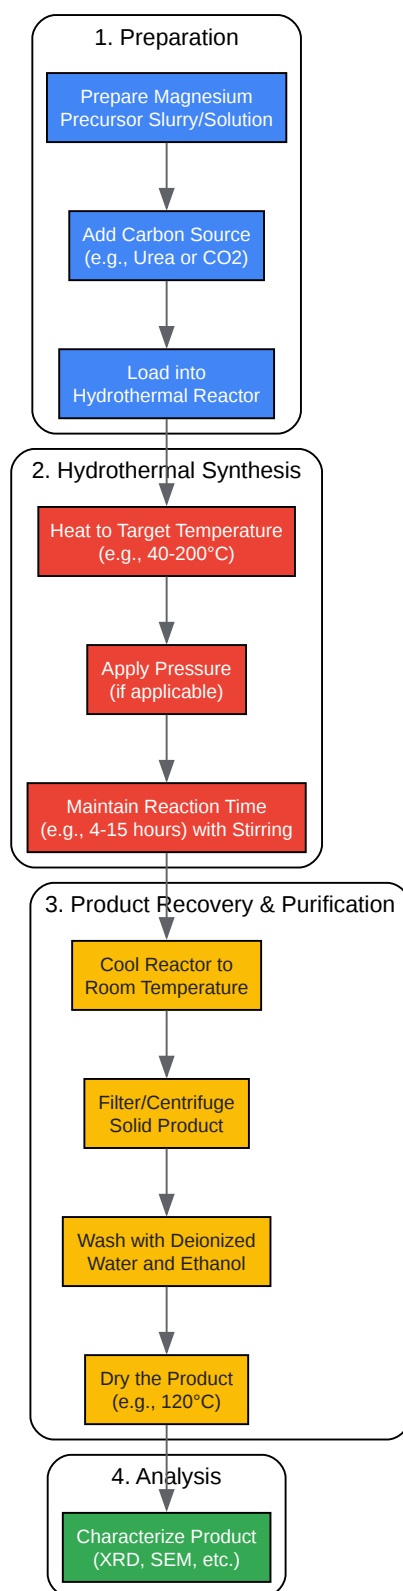 1. Preparation
Prepare Magnesium
Precursor Slurry/Solution
Add Carbon Source
(e.g., Urea or CO2)
Load into
Hydrothermal Reactor
2. Hydrothermal Synthesis
Heat to Target Temperature
(e.g., 40-200°C)
Apply Pressure
(if applicable)
Maintain Reaction Time
(e.g., 4-15 hours) with Stirring
3. Product Recovery & Purification
Cool Reactor to
Room Temperature
Filter/Centrifuge
Solid Product
Wash with Deionized
Water and Ethanol
Dry the Product
(e.g., 120°C)
4. Analysis
Characterize Product
(XRD, SEM, etc.)